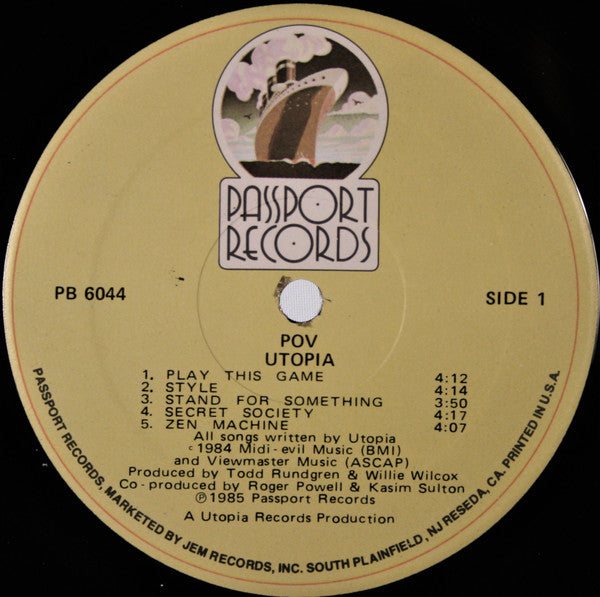 PASSPORT
RECORDS
PB 6044
SIDE 1
POV
UTOPIA
1. PLAY THIS GAME 4:12
2. STYLE 4:14
3. STAND FOR SOMETHING 3:50
4. SECRET SOCIETY 4:17
5. ZEN MACHINE 4:07
All songs written by Utopia
c 1984 Midi-evil Music (BMI)
and Viewmaster Music (ASCAP)
Produced by Todd Rundgren & Willie Wilcox
Co-produced by Roger Powell & Kasim Sulton
℗1985 Passport Records
A Utopia Records Production
PASSPORT RECORDS, MARKETED BY JEM RECORDS, INC. SOUTH PLAINFIELD, NJ RESEDA, CA. PRINTED IN U.S.A.